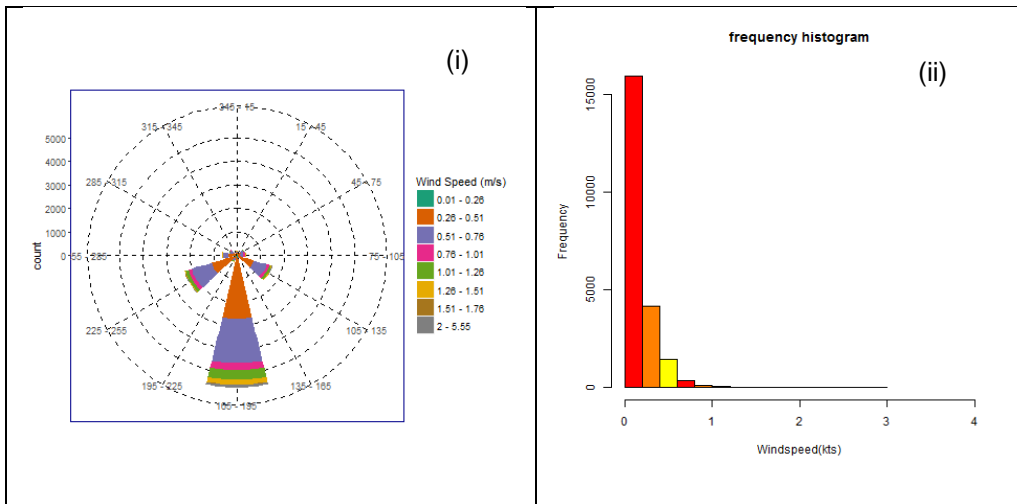 (i)
345 - 15
315 - 345
15 - 45
285 - 315
45 - 75
55 - 285
75 - 105
225 - 255
105 - 135
195 - 225
135 - 165
165 - 195
5000
4000
3000
2000
1000
0
count
Wind Speed (m/s)
0.01 - 0.26
0.26 - 0.51
0.51 - 0.76
0.76 - 1.01
1.01 - 1.26
1.26 - 1.51
1.51 - 1.76
2 - 5.55
frequency histogram
(ii)
15000
10000
5000
0
Frequency
0 1 2 3 4
Windspeed(kts)